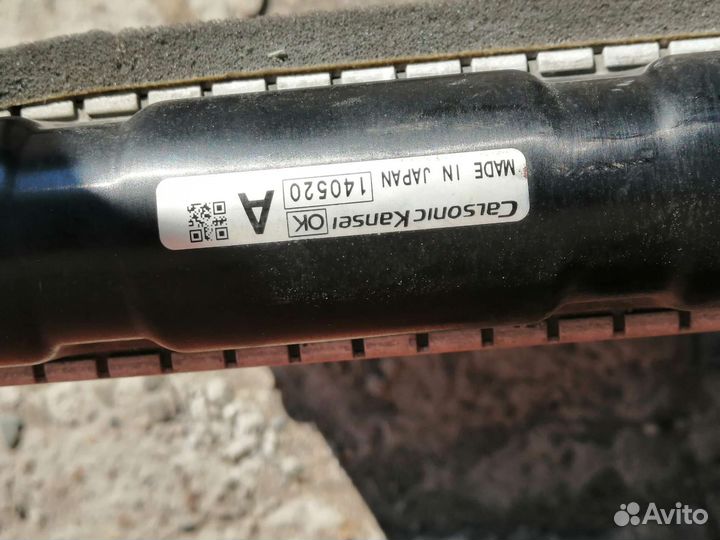 CALSONIC KANSEI OK A
MADE IN JAPAN 140520
Avito